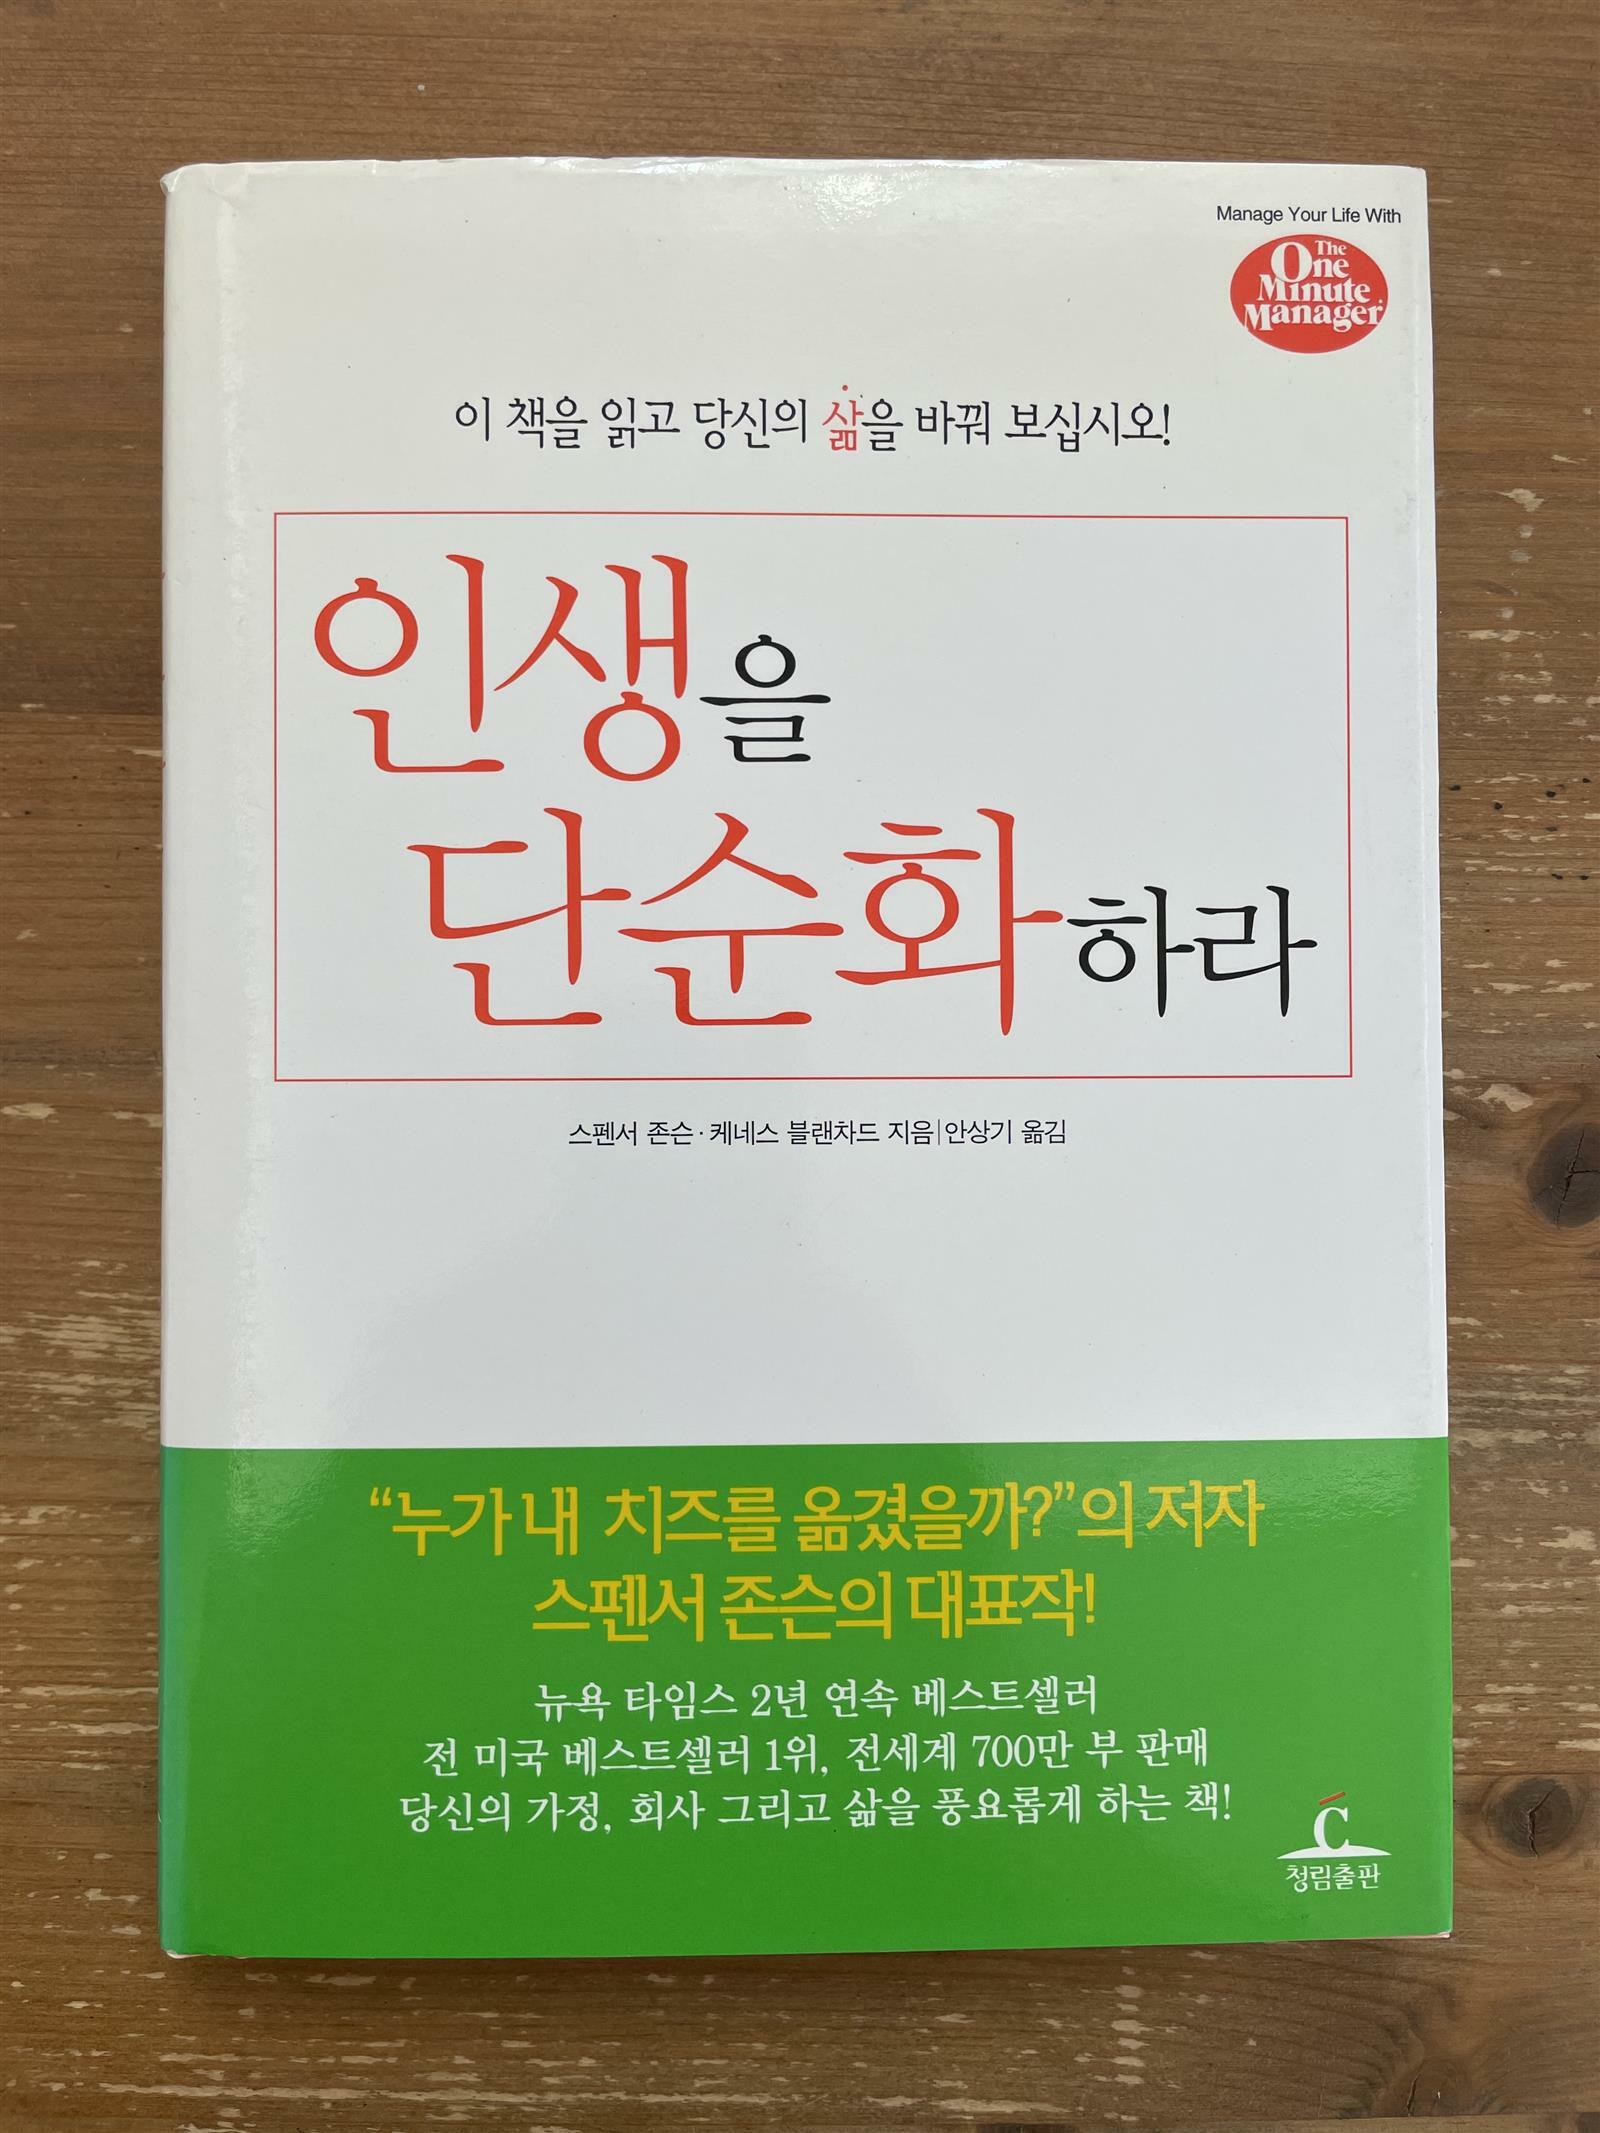 Manage Your Life With
The
One
Minute
Manager.
이 책을 읽고 당신의 삶을 바꿔 보십시오!
인생을
단순화하라
스펜서 존슨·케네스 블랜차드 지음|안상기 옮김
“누가 내 치즈를 옮겼을까?”의 저자
스펜서 존슨의 대표작!
뉴욕 타임스 2년 연속 베스트셀러
전 미국 베스트셀러 1위, 전세계 700만 부 판매
당신의 가정, 회사 그리고 삶을 풍요롭게 하는 책!
C
청림출판